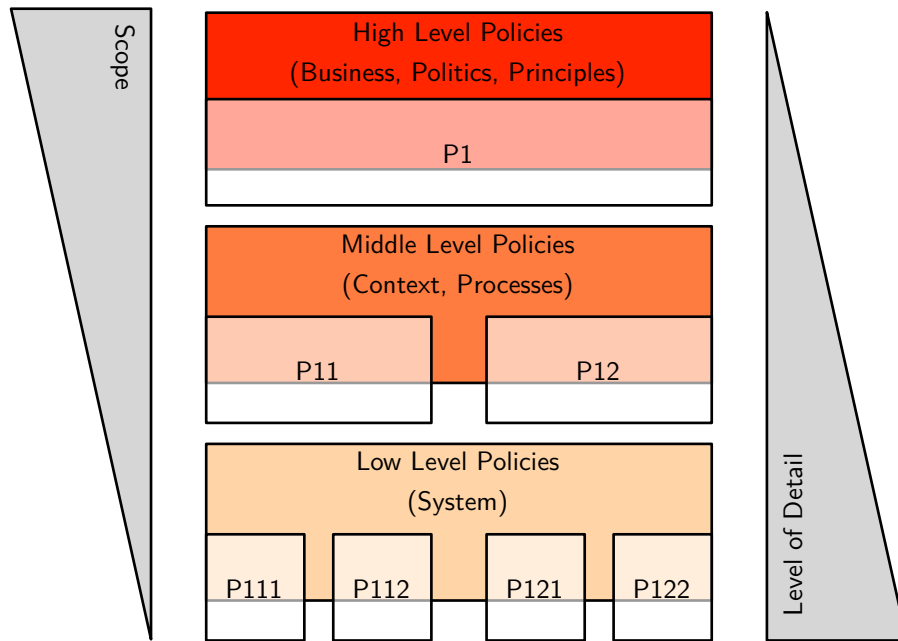 Scope
High Level Policies
(Business, Politics, Principles)
P1
Middle Level Policies
(Context, Processes)
P11
P12
Low Level Policies
(System)
P111
P112
P121
P122
Level of Detail